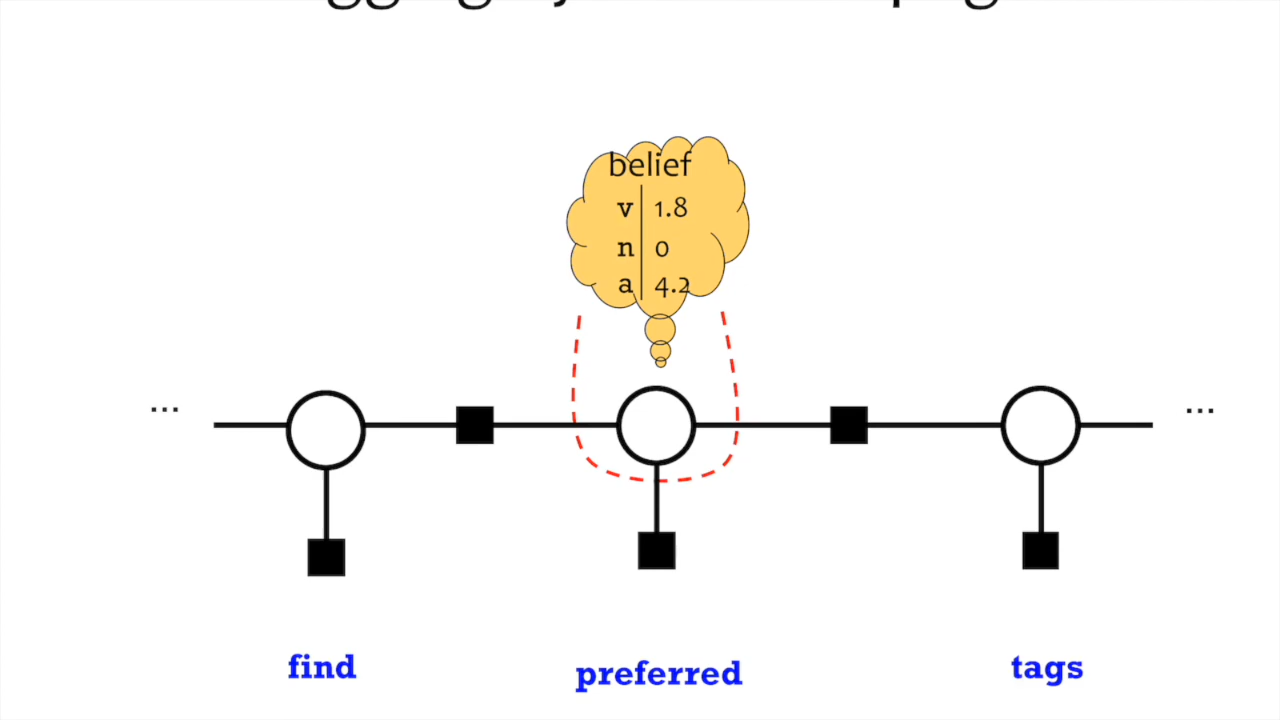 belief
v 1.8
n 0
a 4.2
... ...
find preferred tags